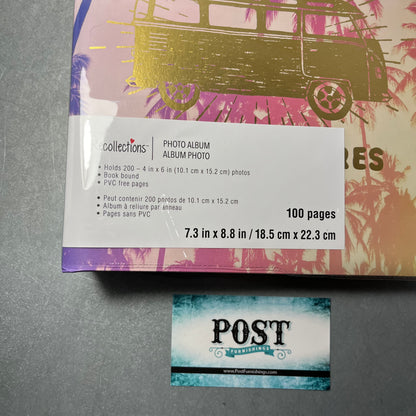 RES
recollections™
PHOTO ALBUM
ALBUM PHOTO
• Holds 200 – 4 in x 6 in (10.1 cm x 15.2 cm) photos
• Book bound
• PVC free pages
• Peut contenir 200 photos de 10.1 cm x 15.2 cm
• Album à reliure par anneau
• Pages sans PVC
100 pages
7.3 in x 8.8 in / 18.5 cm x 22.3 cm
POST
FURNISHINGS
www.PostFurnishings.com